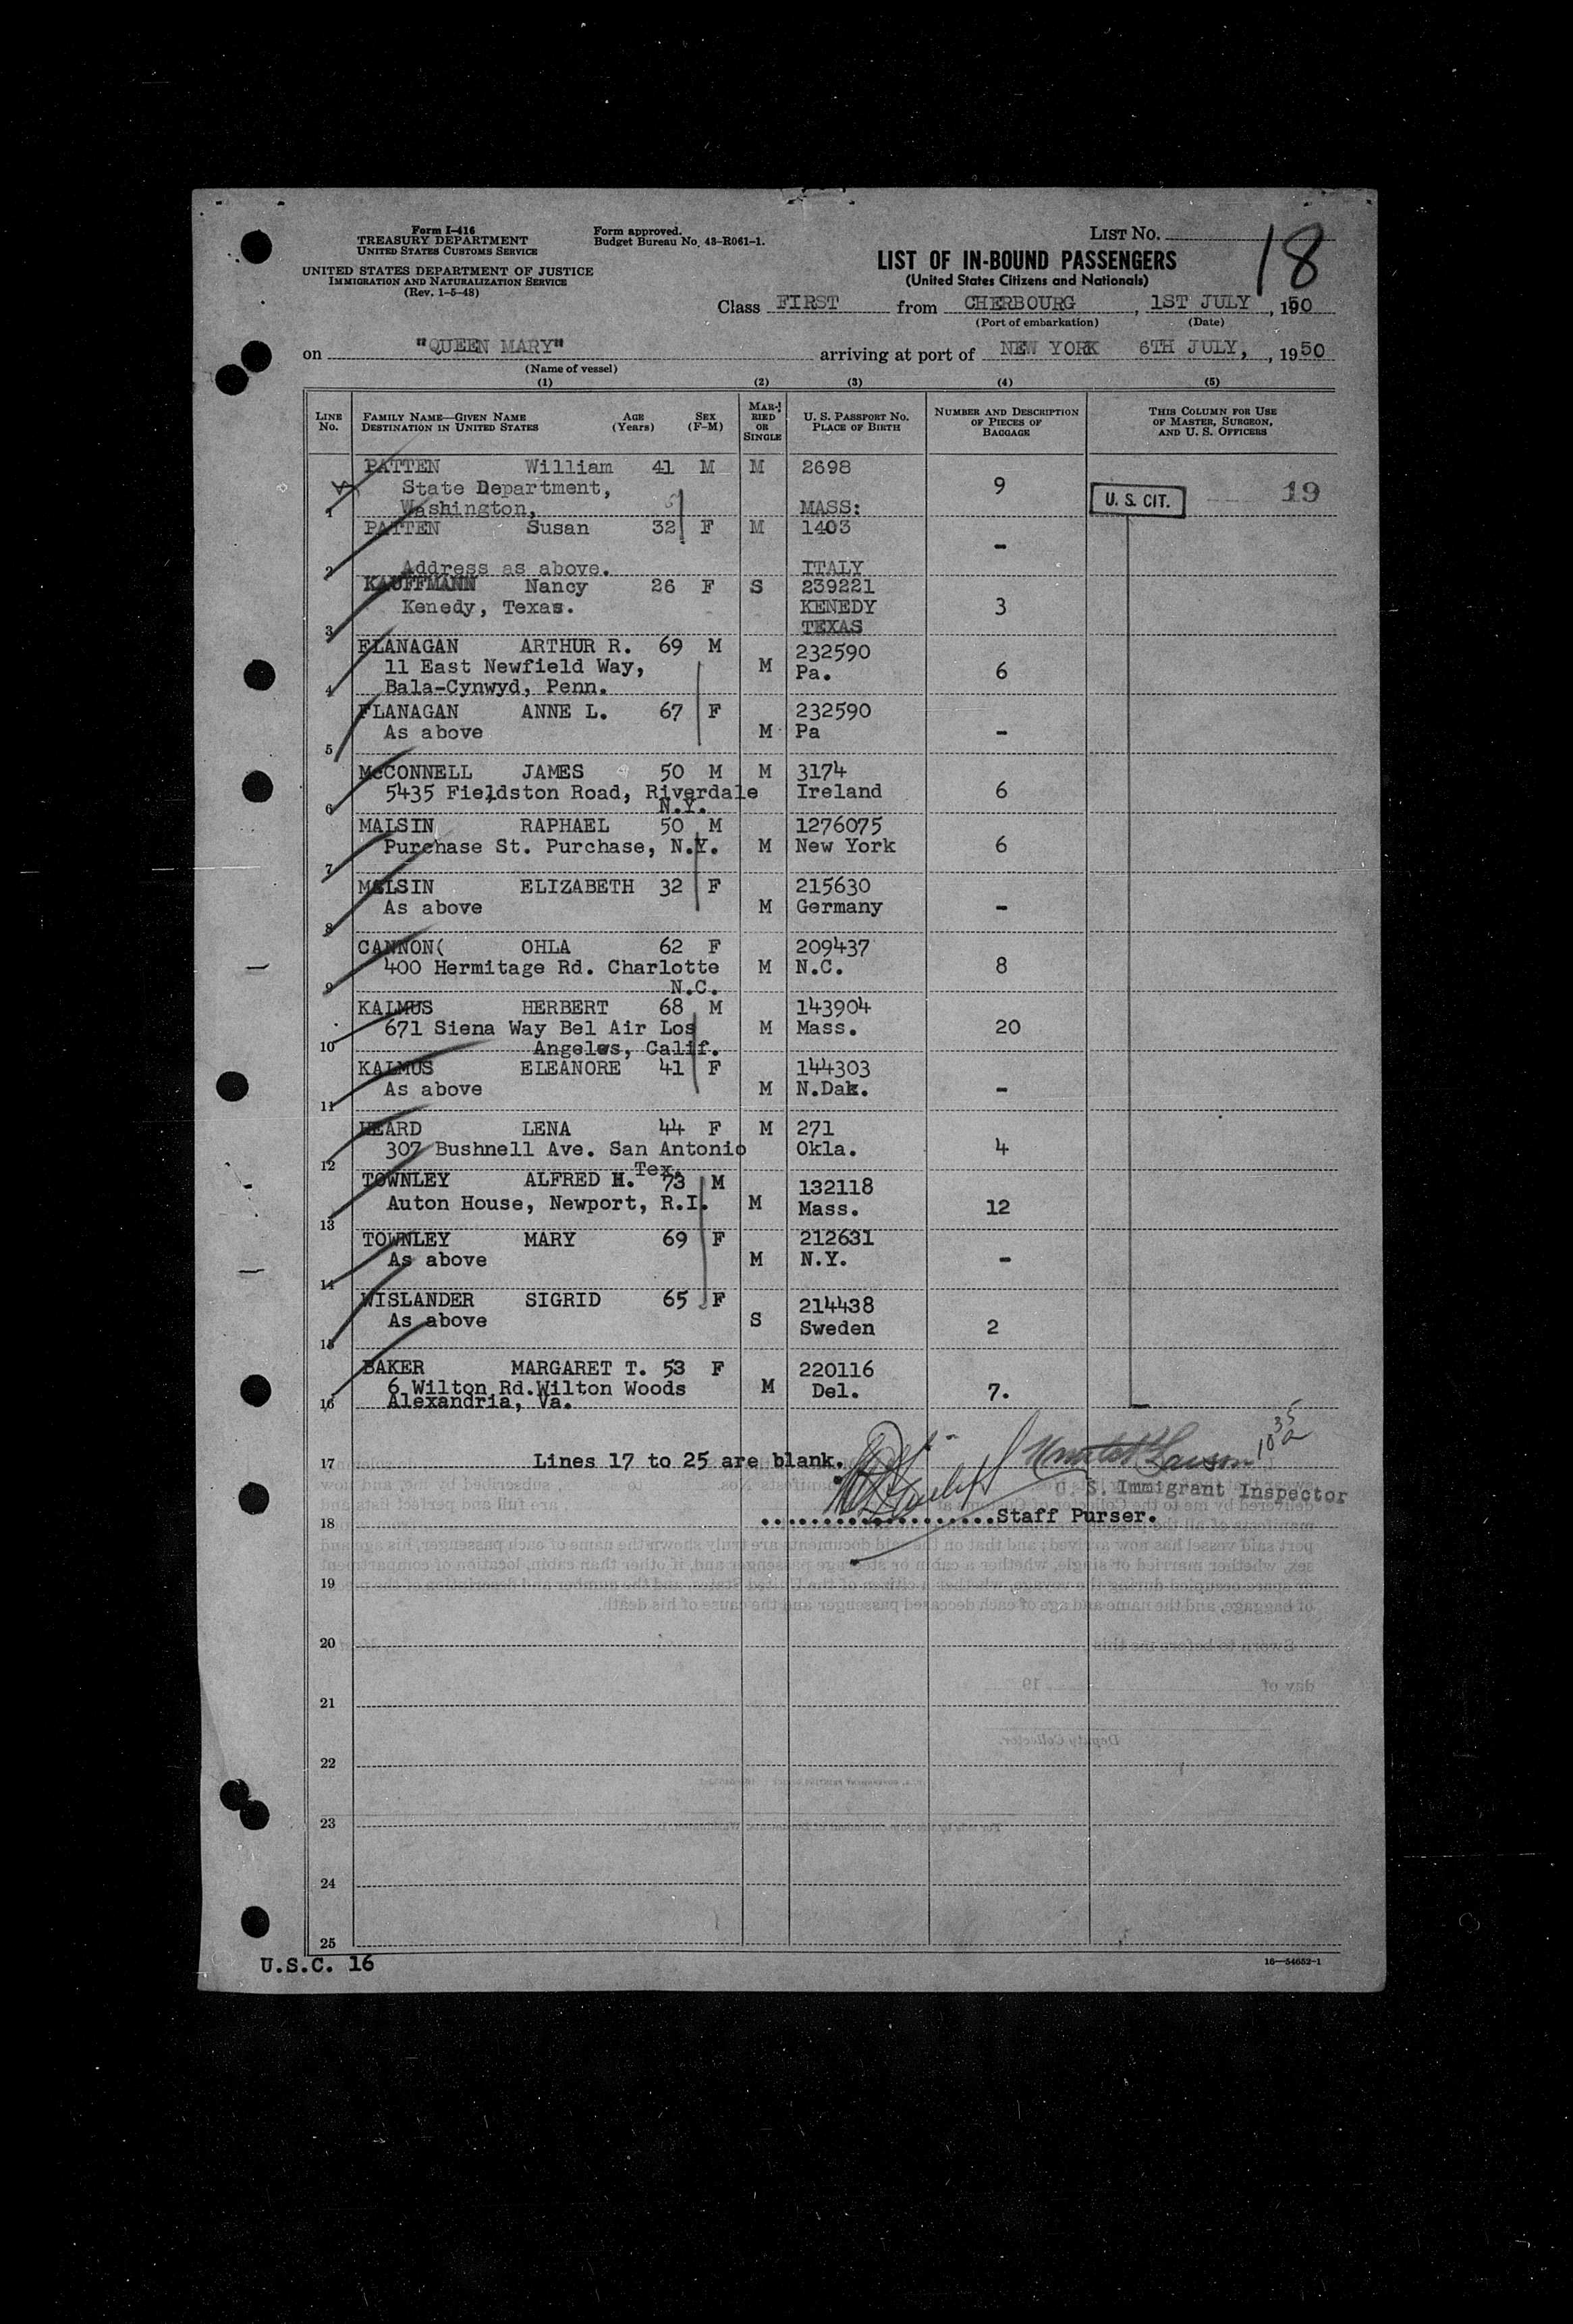 Form I-416
TREASURY DEPARTMENT
UNITED STATES CUSTOMS SERVICE
UNITED STATES DEPARTMENT OF JUSTICE
IMMIGRATION AND NATURALIZATION SERVICE
(Rev. 1-5-48)
Form approved.
Budget Bureau No. 43-R061-1.
LIST No. 18
LIST OF IN-BOUND PASSENGERS
(United States Citizens and Nationals)
Class FIRST from CHERBOURG, 1ST JULY, 1950
(Port of embarkation) (Date)
on "QUEEN MARY" arriving at port of NEW YORK 6TH JULY, , 1950
(Name of vessel)
(1) (2) (3) (4) (5)
LINE No. FAMILY NAME—GIVEN NAME DESTINATION IN UNITED STATES AGE (Years) SEX (F-M) MARRIED OR SINGLE U. S. PASSPORT NO. PLACE OF BIRTH NUMBER AND DESCRIPTION OF PIECES OF BAGGAGE THIS COLUMN FOR USE OF MASTER, SURGEON, AND U. S. OFFICERS
PATTEN William 41 M M 2698
State Department, 9 U. S. CIT. 19
1 Washington, MASS:
PATTEN Susan 32 F M 1403
-
2 Address as above. ITALY
KAUFFMANN Nancy 26 F S 239221
Kenedy, Texas. KENEDY 3
3 TEXAS
FLANAGAN ARTHUR R. 69 M 232590
11 East Newfield Way, M Pa. 6
4 Bala-Cynwyd, Penn.
FLANAGAN ANNE L. 67 F 232590
As above M Pa -
5
McCONNELL JAMES 50 M M 3174
5435 Fieldston Road, Riverdale Ireland 6
6 N.Y.
MALSIN RAPHAEL 50 M 1276075
Purchase St. Purchase, N.Y. M New York 6
7
MALSIN ELIZABETH 32 F 215630
As above M Germany -
8
CANNON( OHLA 62 F 209437
400 Hermitage Rd. Charlotte M N.C. 8
9 N.C.
KALMUS HERBERT 68 M 143904
671 Siena Way Bel Air Los M Mass. 20
10 Angeles, Calif.
KALMUS ELEANORE 41 F 144303
As above M N.Dak. -
11
HEARD LENA 44 F M 271
307 Bushnell Ave. San Antonio Okla. 4
12 Tex.
TOWNLEY ALFRED H. 73 M 132118
Auton House, Newport, R.I. M Mass. 12
13
TOWNLEY MARY 69 F 212631
As above M N.Y. -
14
WISLANDER SIGRID 65 F 214438
As above S Sweden 2
15
BAKER MARGARET T. 53 F 220116
6 Wilton Rd.Wilton Woods M Del. 7.
16 Alexandria, Va.
17 Lines 17 to 25 are blank.
U. S. Immigrant Inspector
18 ...................Staff Purser.
19
20
21
22
23
24
25
U.S.C. 16
16—54652-1